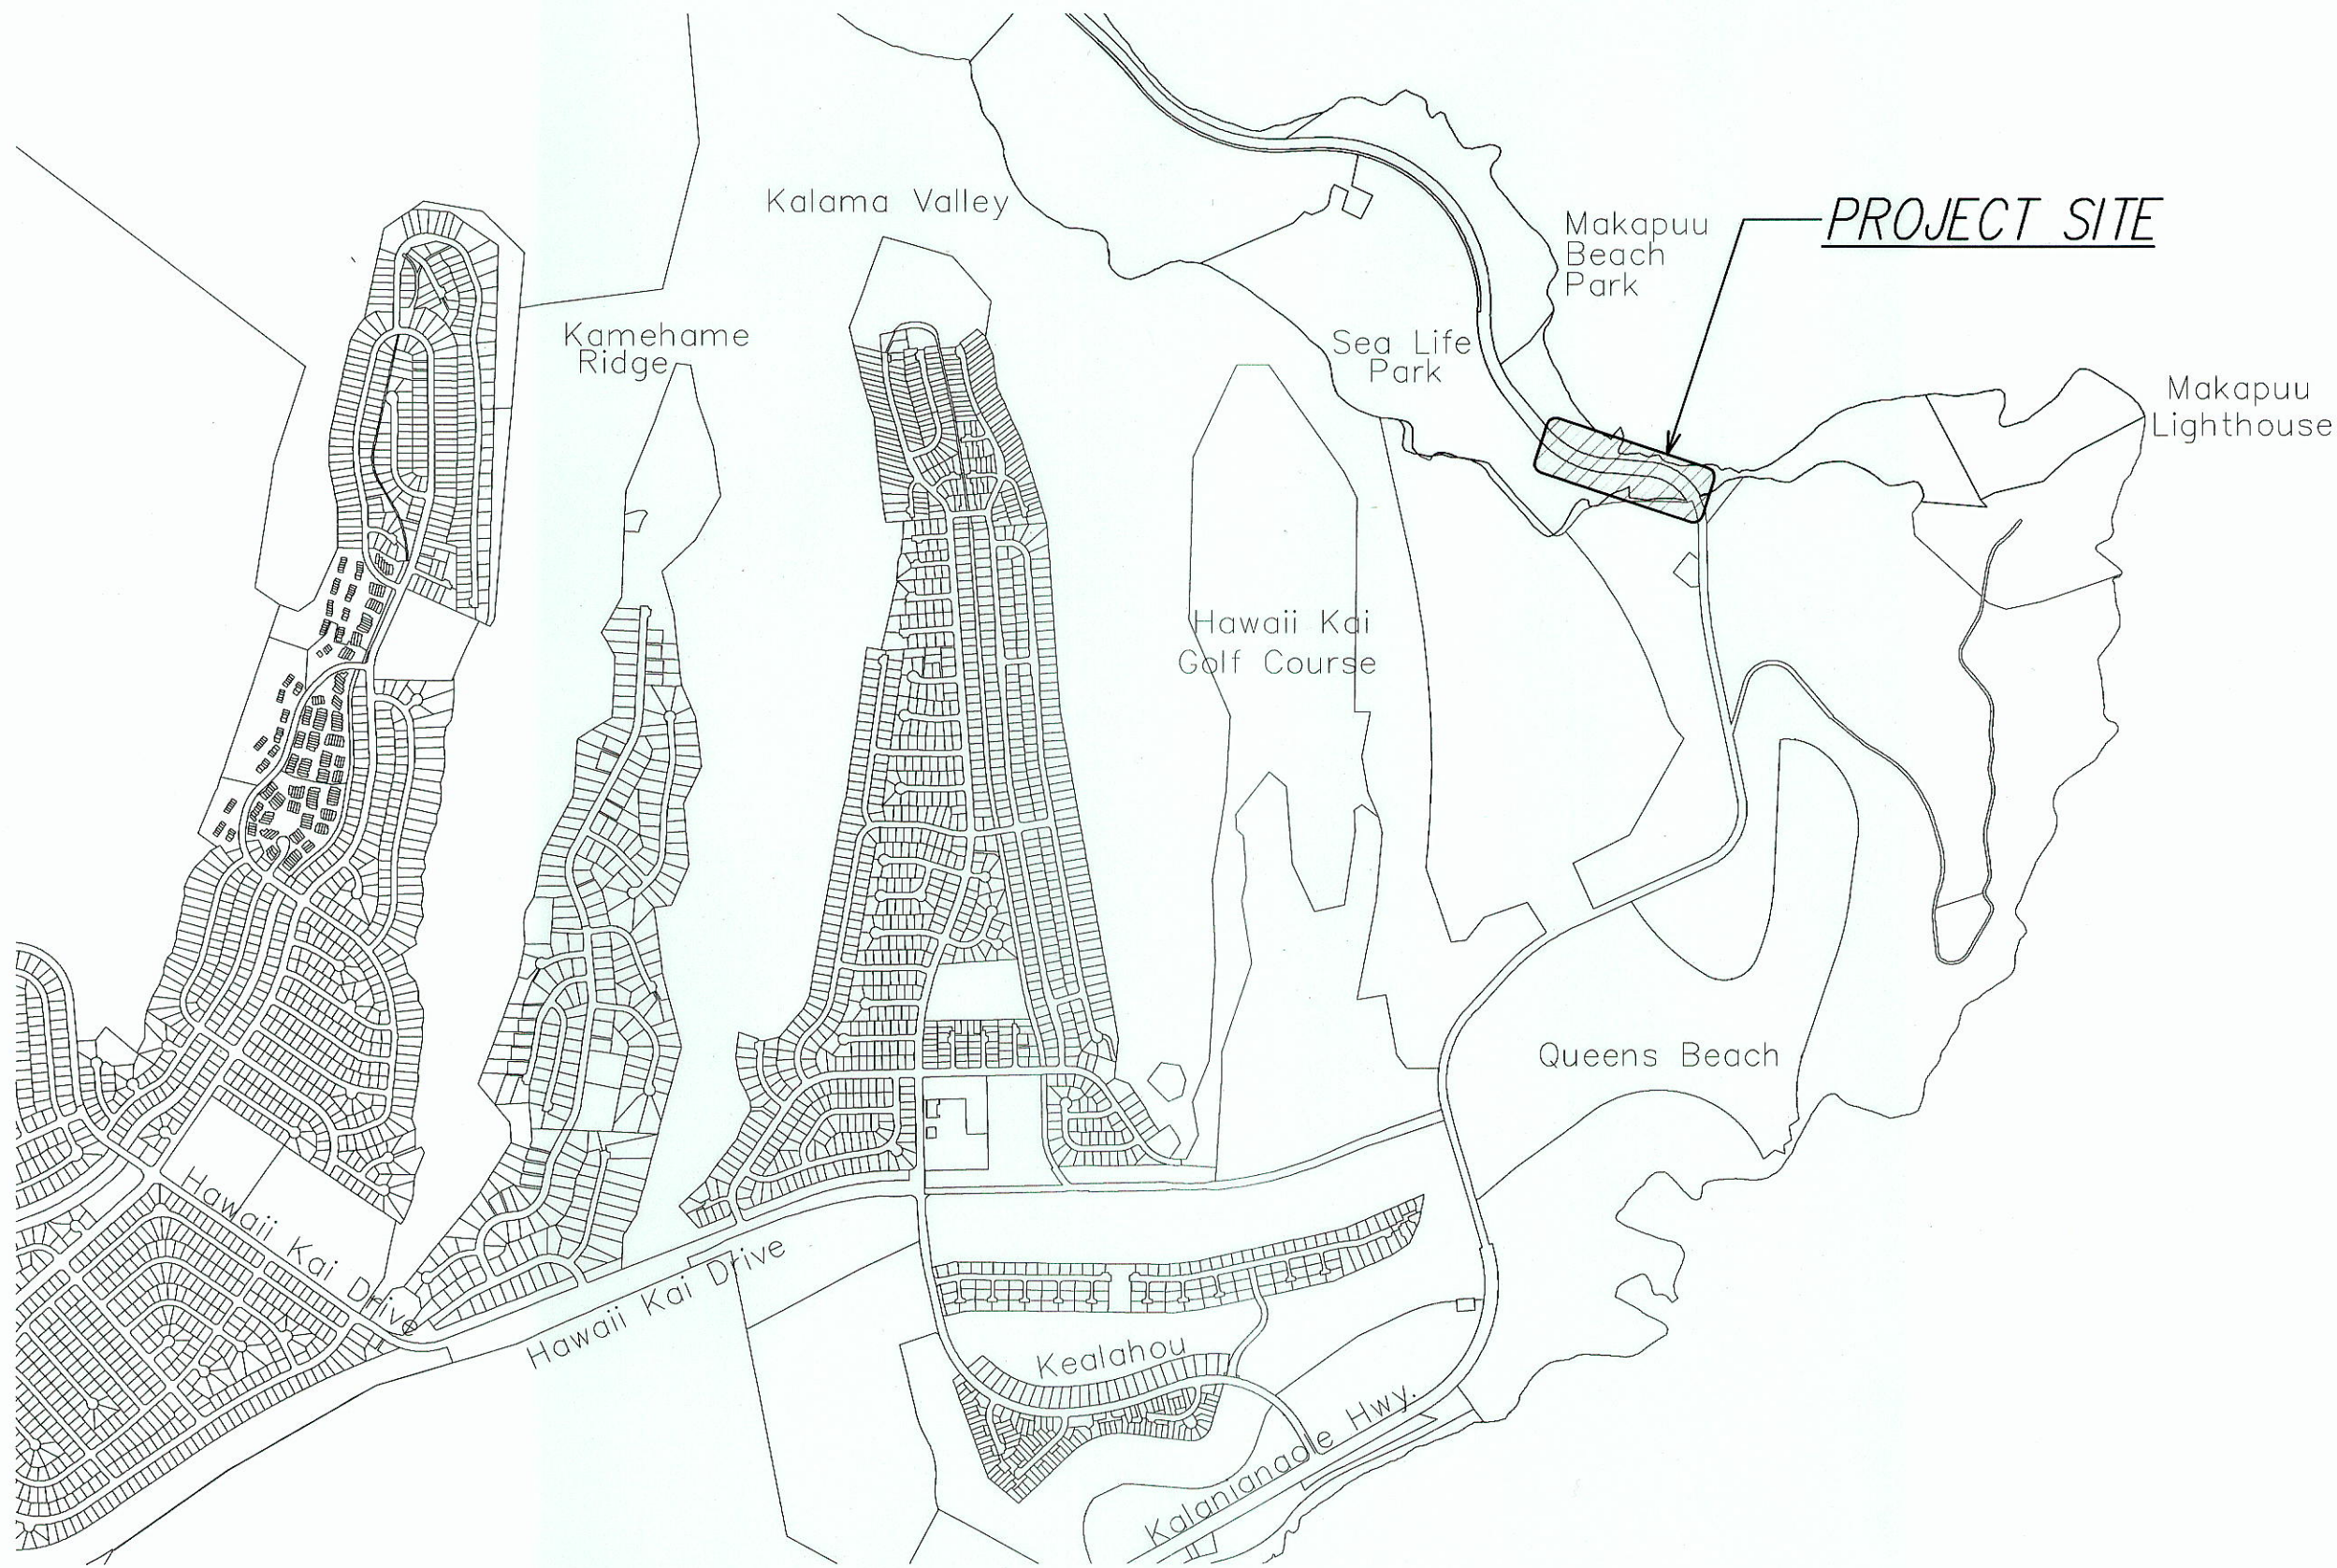 Kalama Valley
Makapuu
Beach
Park
PROJECT SITE
Kamehame
Ridge
Sea Life
Park
Makapuu
Lighthouse
Hawaii Kai
Golf Course
Queens Beach
Hawaii Kai Drive
Hawaii Kai Drive
Kealahou
Kalanianaole Hwy.